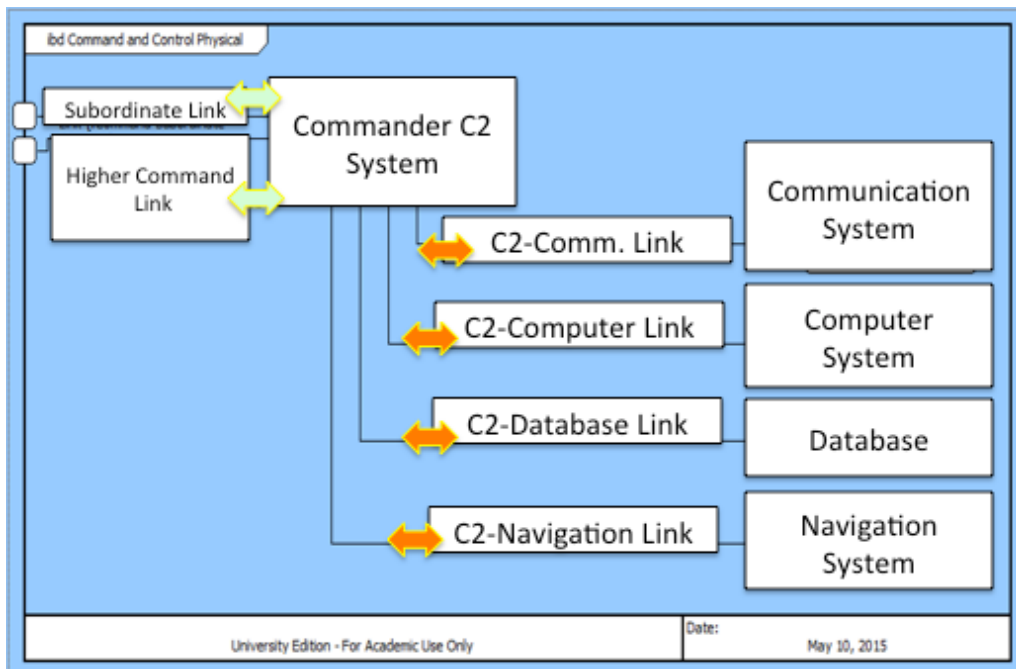 ibd Command and Control Physical
Subordinate Link
Higher Command
Link
Commander C2
System
Communication
System
C2-Comm. Link
Computer
System
C2-Computer Link
C2-Database Link
Database
C2-Navigation Link
Navigation
System
University Edition - For Academic Use Only
Date:
May 10, 2015